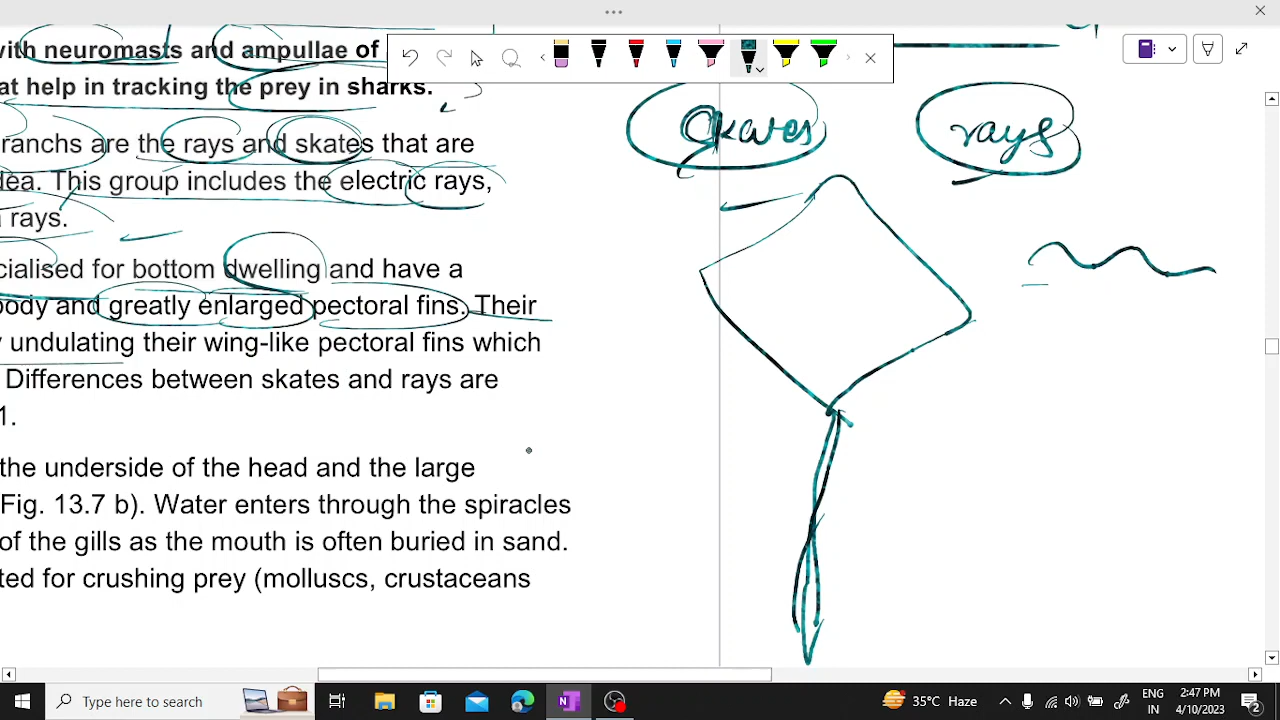 with neuromasts and ampullae of
at help in tracking the prey in sharks.
ranchs are the rays and skates that are
dea. This group includes the electric rays,
rays.
cialised for bottom dwelling and have a
body and greatly enlarged pectoral fins. Their
undulating their wing-like pectoral fins which
Differences between skates and rays are
1.
the underside of the head and the large
Fig. 13.7 b). Water enters through the spiracles
of the gills as the mouth is often buried in sand.
ted for crushing prey (molluscs, crustaceans
Skates
rays
Type here to search
35°C Haze
ENG
IN
2:47 PM
4/10/2023
2